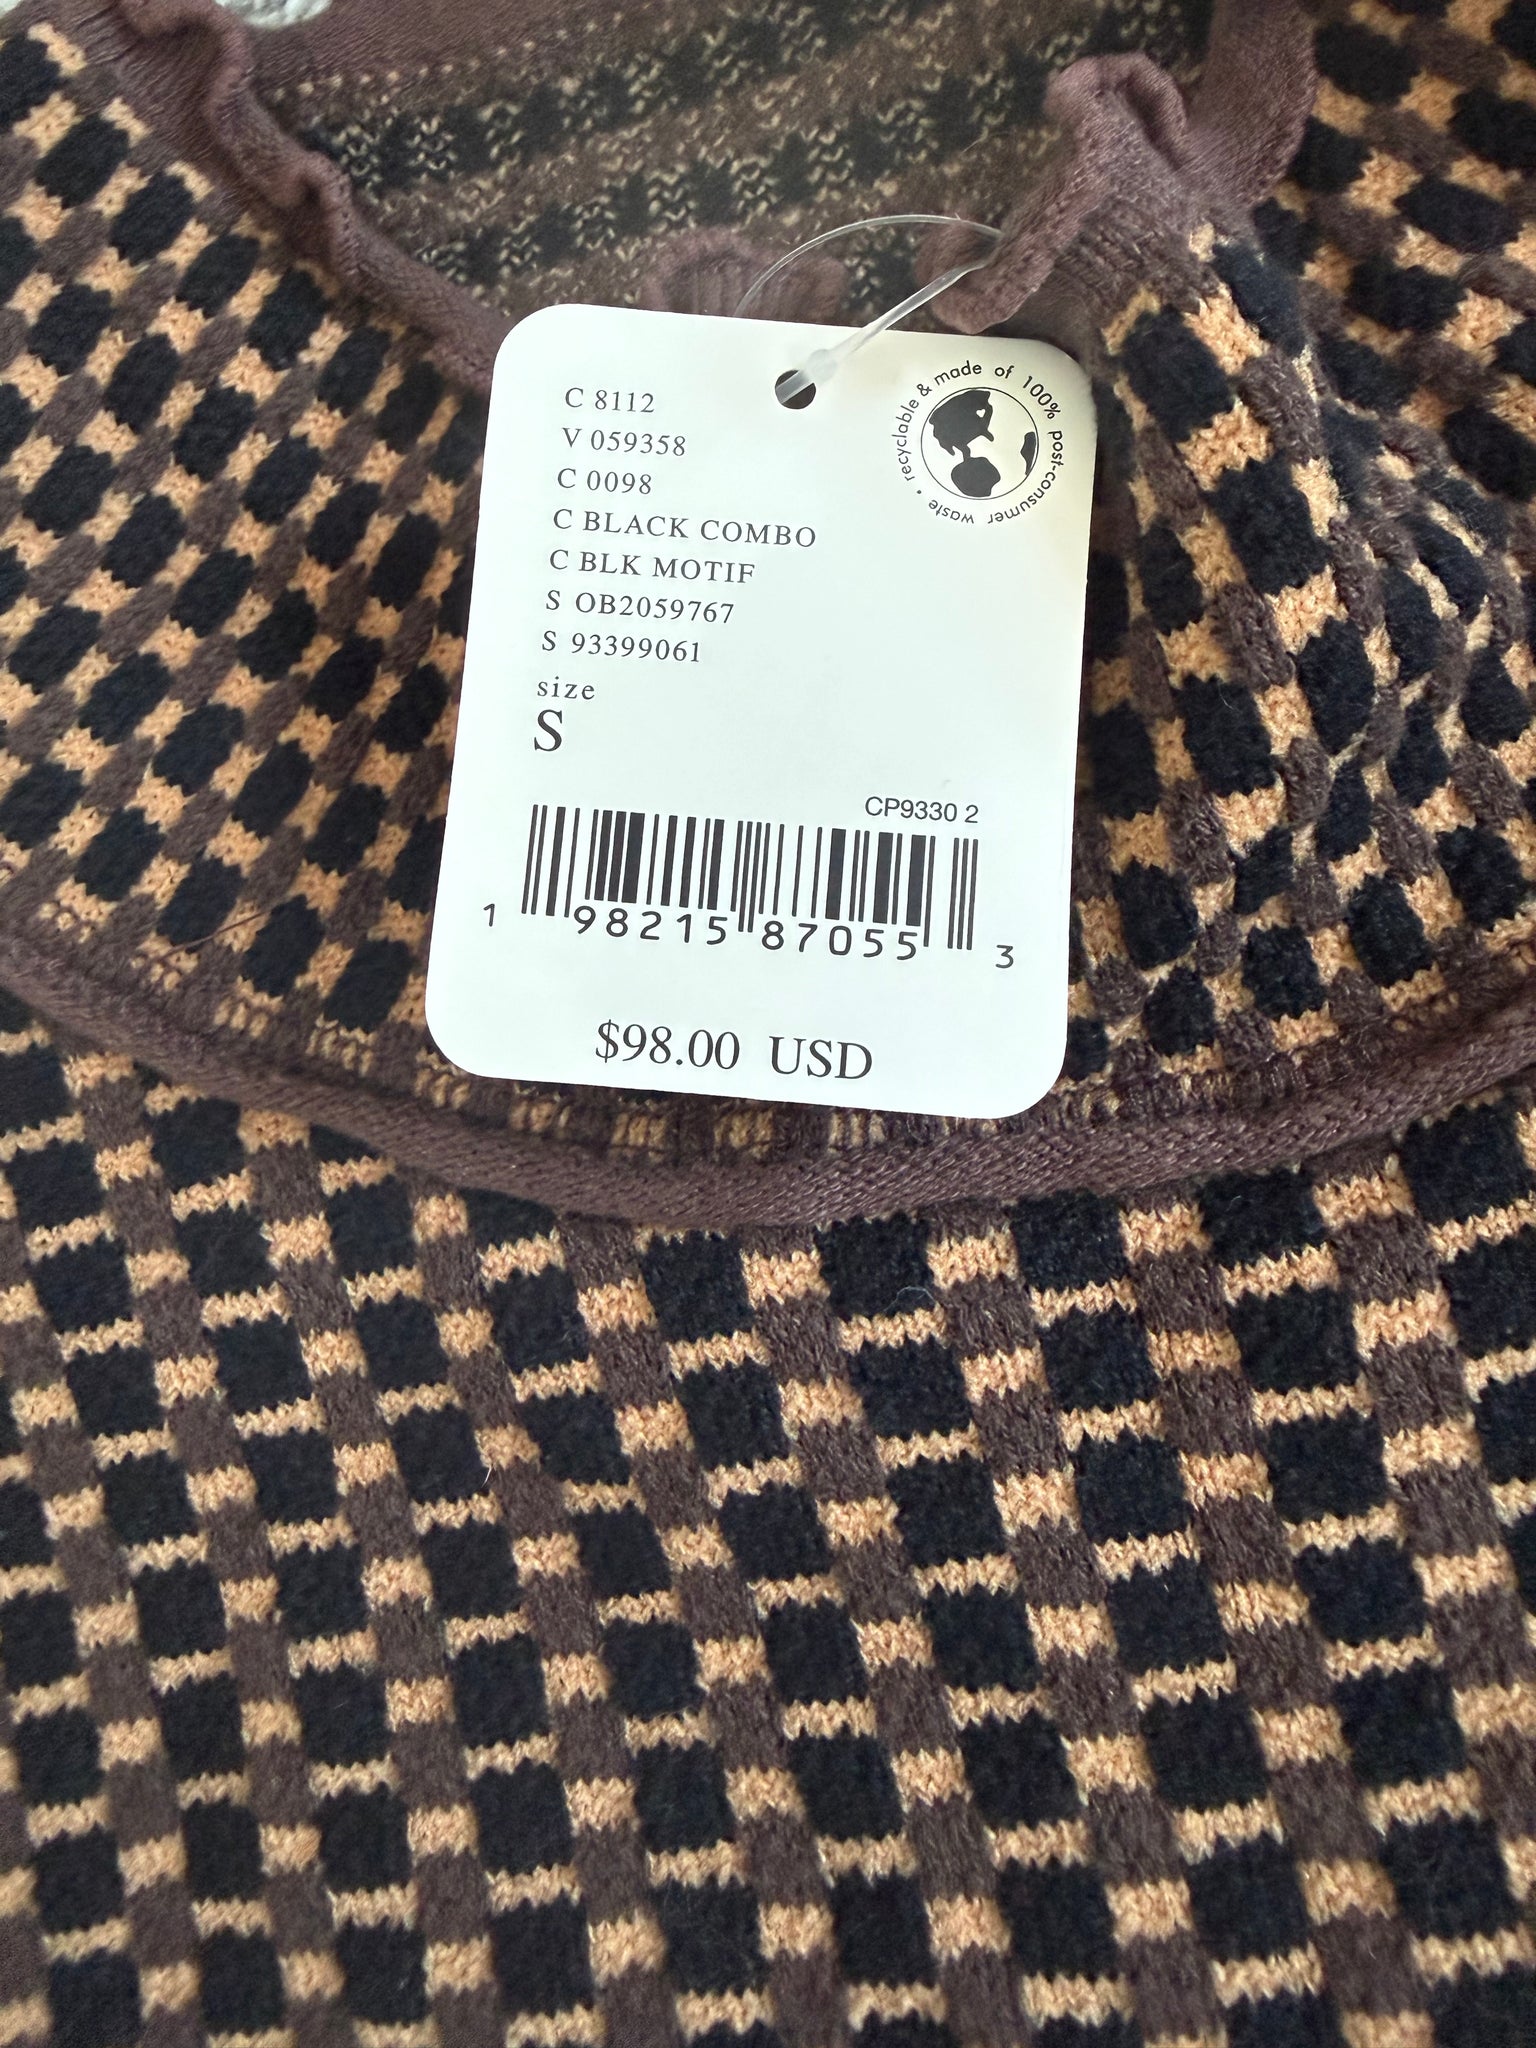 C 8112
V 059358
C 0098
C BLACK COMBO
C BLK MOTIF
S OB2059767
S 93399061
size
S
recyclable & made of 100% post-consumer waste •
CP9330 2
1 98215 87055 3
$98.00 USD